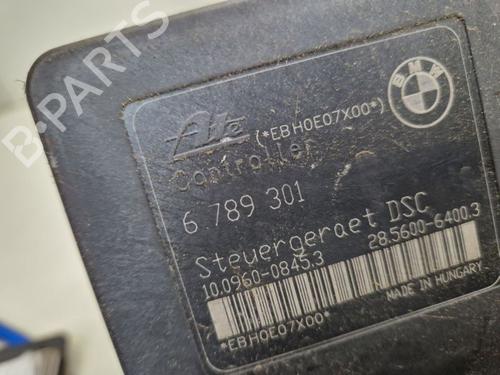 Ate
(*EBH0E07X00*)
BMW
Controller
6 789 301
Steuergeraet DSC
10.0960-0845.3
28.5600-6400.3
*EBH0E07X00*
MADE IN HUNGARY
B-PARTS